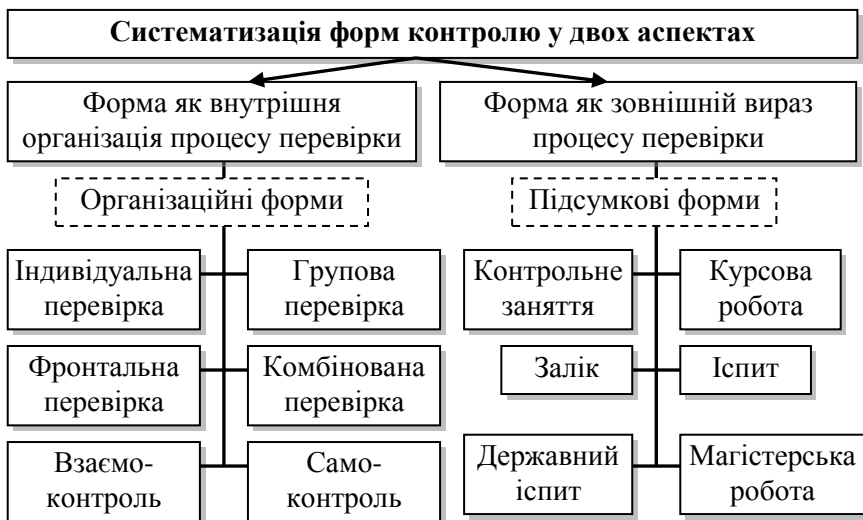 Систематизація форм контролю у двох аспектах
Форма як внутрішня
організація процесу перевірки
Форма як зовнішній вираз
процесу перевірки
Організаційні форми
Підсумкові форми
Індивідуальна
перевірка
Групова
перевірка
Контрольне
заняття
Курсова
робота
Фронтальна
перевірка
Комбінована
перевірка
Залік
Іспит
Взаємо-
контроль
Само-
контроль
Державний
іспит
Магістерська
робота